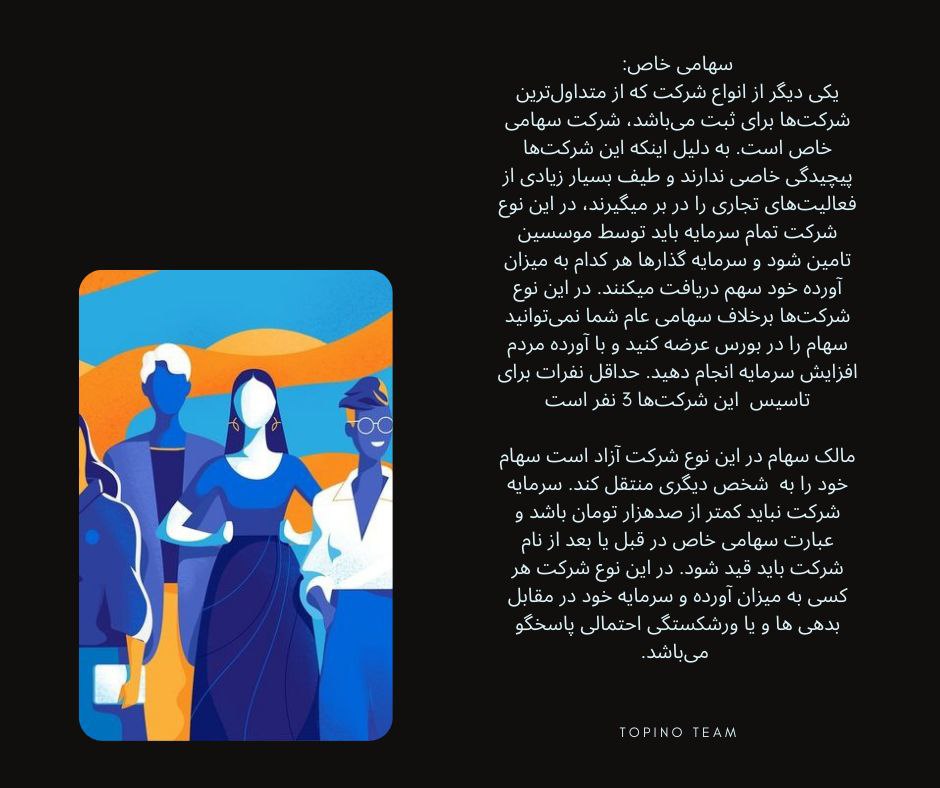 سهامی خاص:
یکی دیگر از انواع شرکت که از متداول‌ترین
شرکت‌ها برای ثبت می‌باشد، شرکت سهامی
خاص است. به دلیل اینکه این شرکت‌ها
پیچیدگی خاصی ندارند و طیف بسیار زیادی از
فعالیت‌های تجاری را در بر میگیرند، در این نوع
شرکت تمام سرمایه باید توسط موسسین
تامین شود و سرمایه گذارها هر کدام به میزان
آورده خود سهم دریافت میکنند. در این نوع
شرکت‌ها برخلاف سهامی عام شما نمی‌توانید
سهام را در بورس عرضه کنید و با آورده مردم
افزایش سرمایه انجام دهید. حداقل نفرات برای
تاسیس  این شرکت‌ها 3 نفر است
مالک سهام در این نوع شرکت آزاد است سهام
خود را به  شخص دیگری منتقل کند. سرمایه
شرکت نباید کمتر از صدهزار تومان باشد و
عبارت سهامی خاص در قبل یا بعد از نام
شرکت باید قید شود. در این نوع شرکت هر
کسی به میزان آورده و سرمایه خود در مقابل
بدهی ها و یا ورشکستگی احتمالی پاسخگو
می‌باشد.
TOPINO TEAM